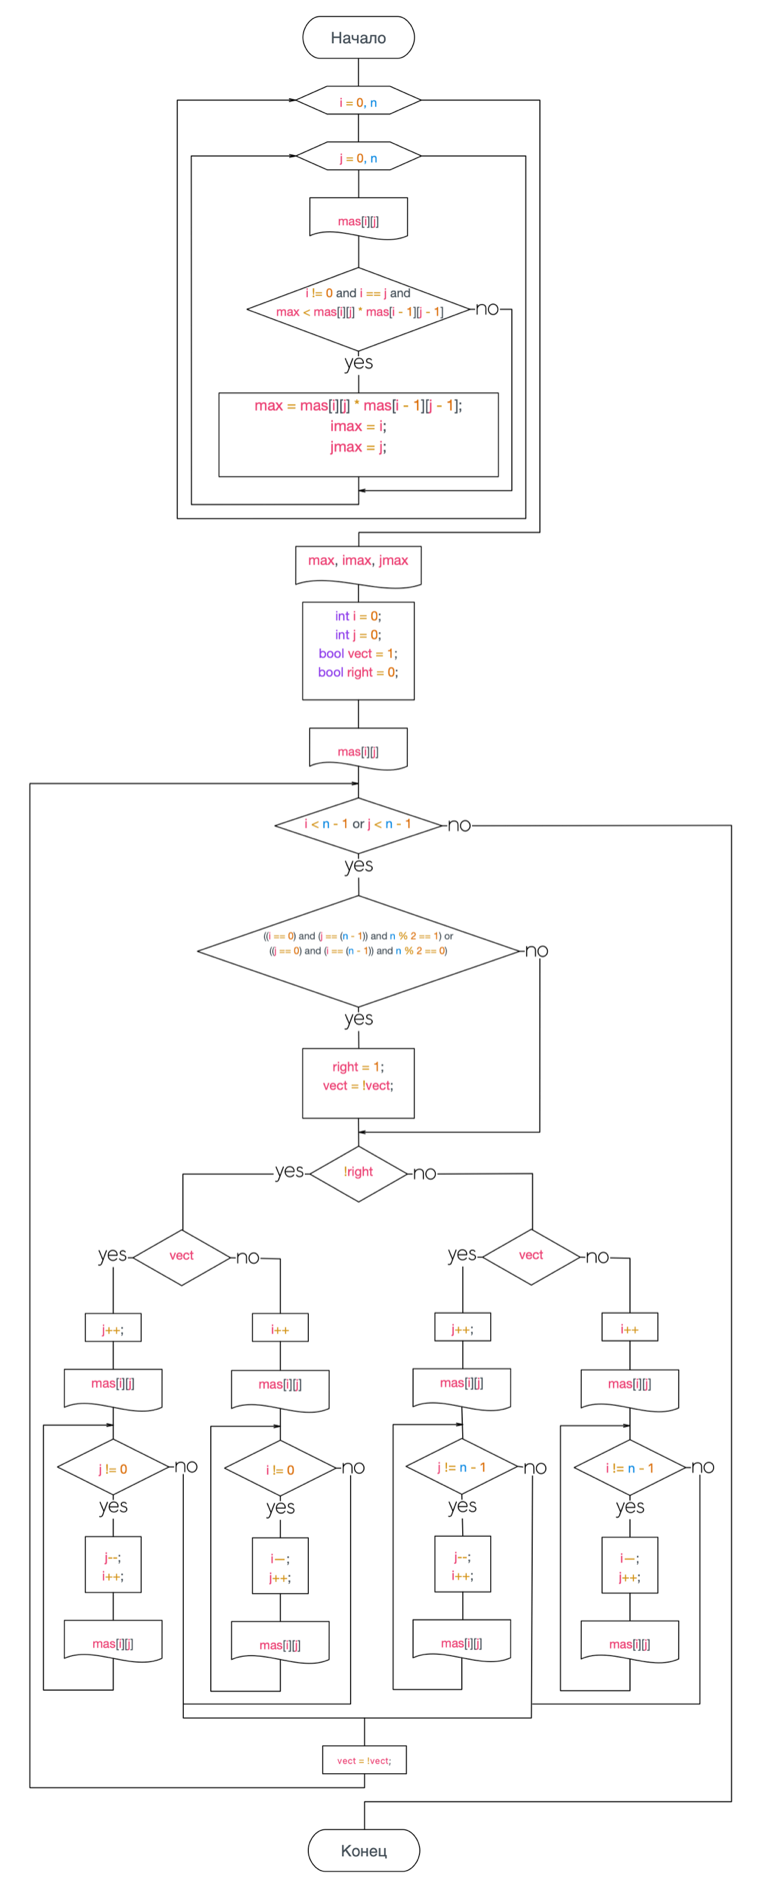 Начало
i = 0, n
j = 0, n
mas[i][j]
i != 0 and i == j and
max < mas[i][j] * mas[i - 1][j - 1]
no
yes
max = mas[i][j] * mas[i - 1][j - 1];
imax = i;
jmax = j;
max, imax, jmax
int i = 0;
int j = 0;
bool vect = 1;
bool right = 0;
mas[i][j]
i < n - 1 or j < n - 1
no
yes
((i == 0) and (j == (n - 1)) and n % 2 == 1) or
((j == 0) and (i == (n - 1)) and n % 2 == 0)
no
yes
right = 1;
vect = !vect;
yes
!right
no
yes
vect
no
yes
vect
no
j++;
i++
j++;
i++
mas[i][j]
mas[i][j]
mas[i][j]
mas[i][j]
j != 0
no
i != 0
no
j != n - 1
no
i != n - 1
no
yes
yes
yes
yes
j--;
i++;
i—;
j++;
j--;
i++;
i—;
j++;
mas[i][j]
mas[i][j]
mas[i][j]
mas[i][j]
vect = !vect;
Конец